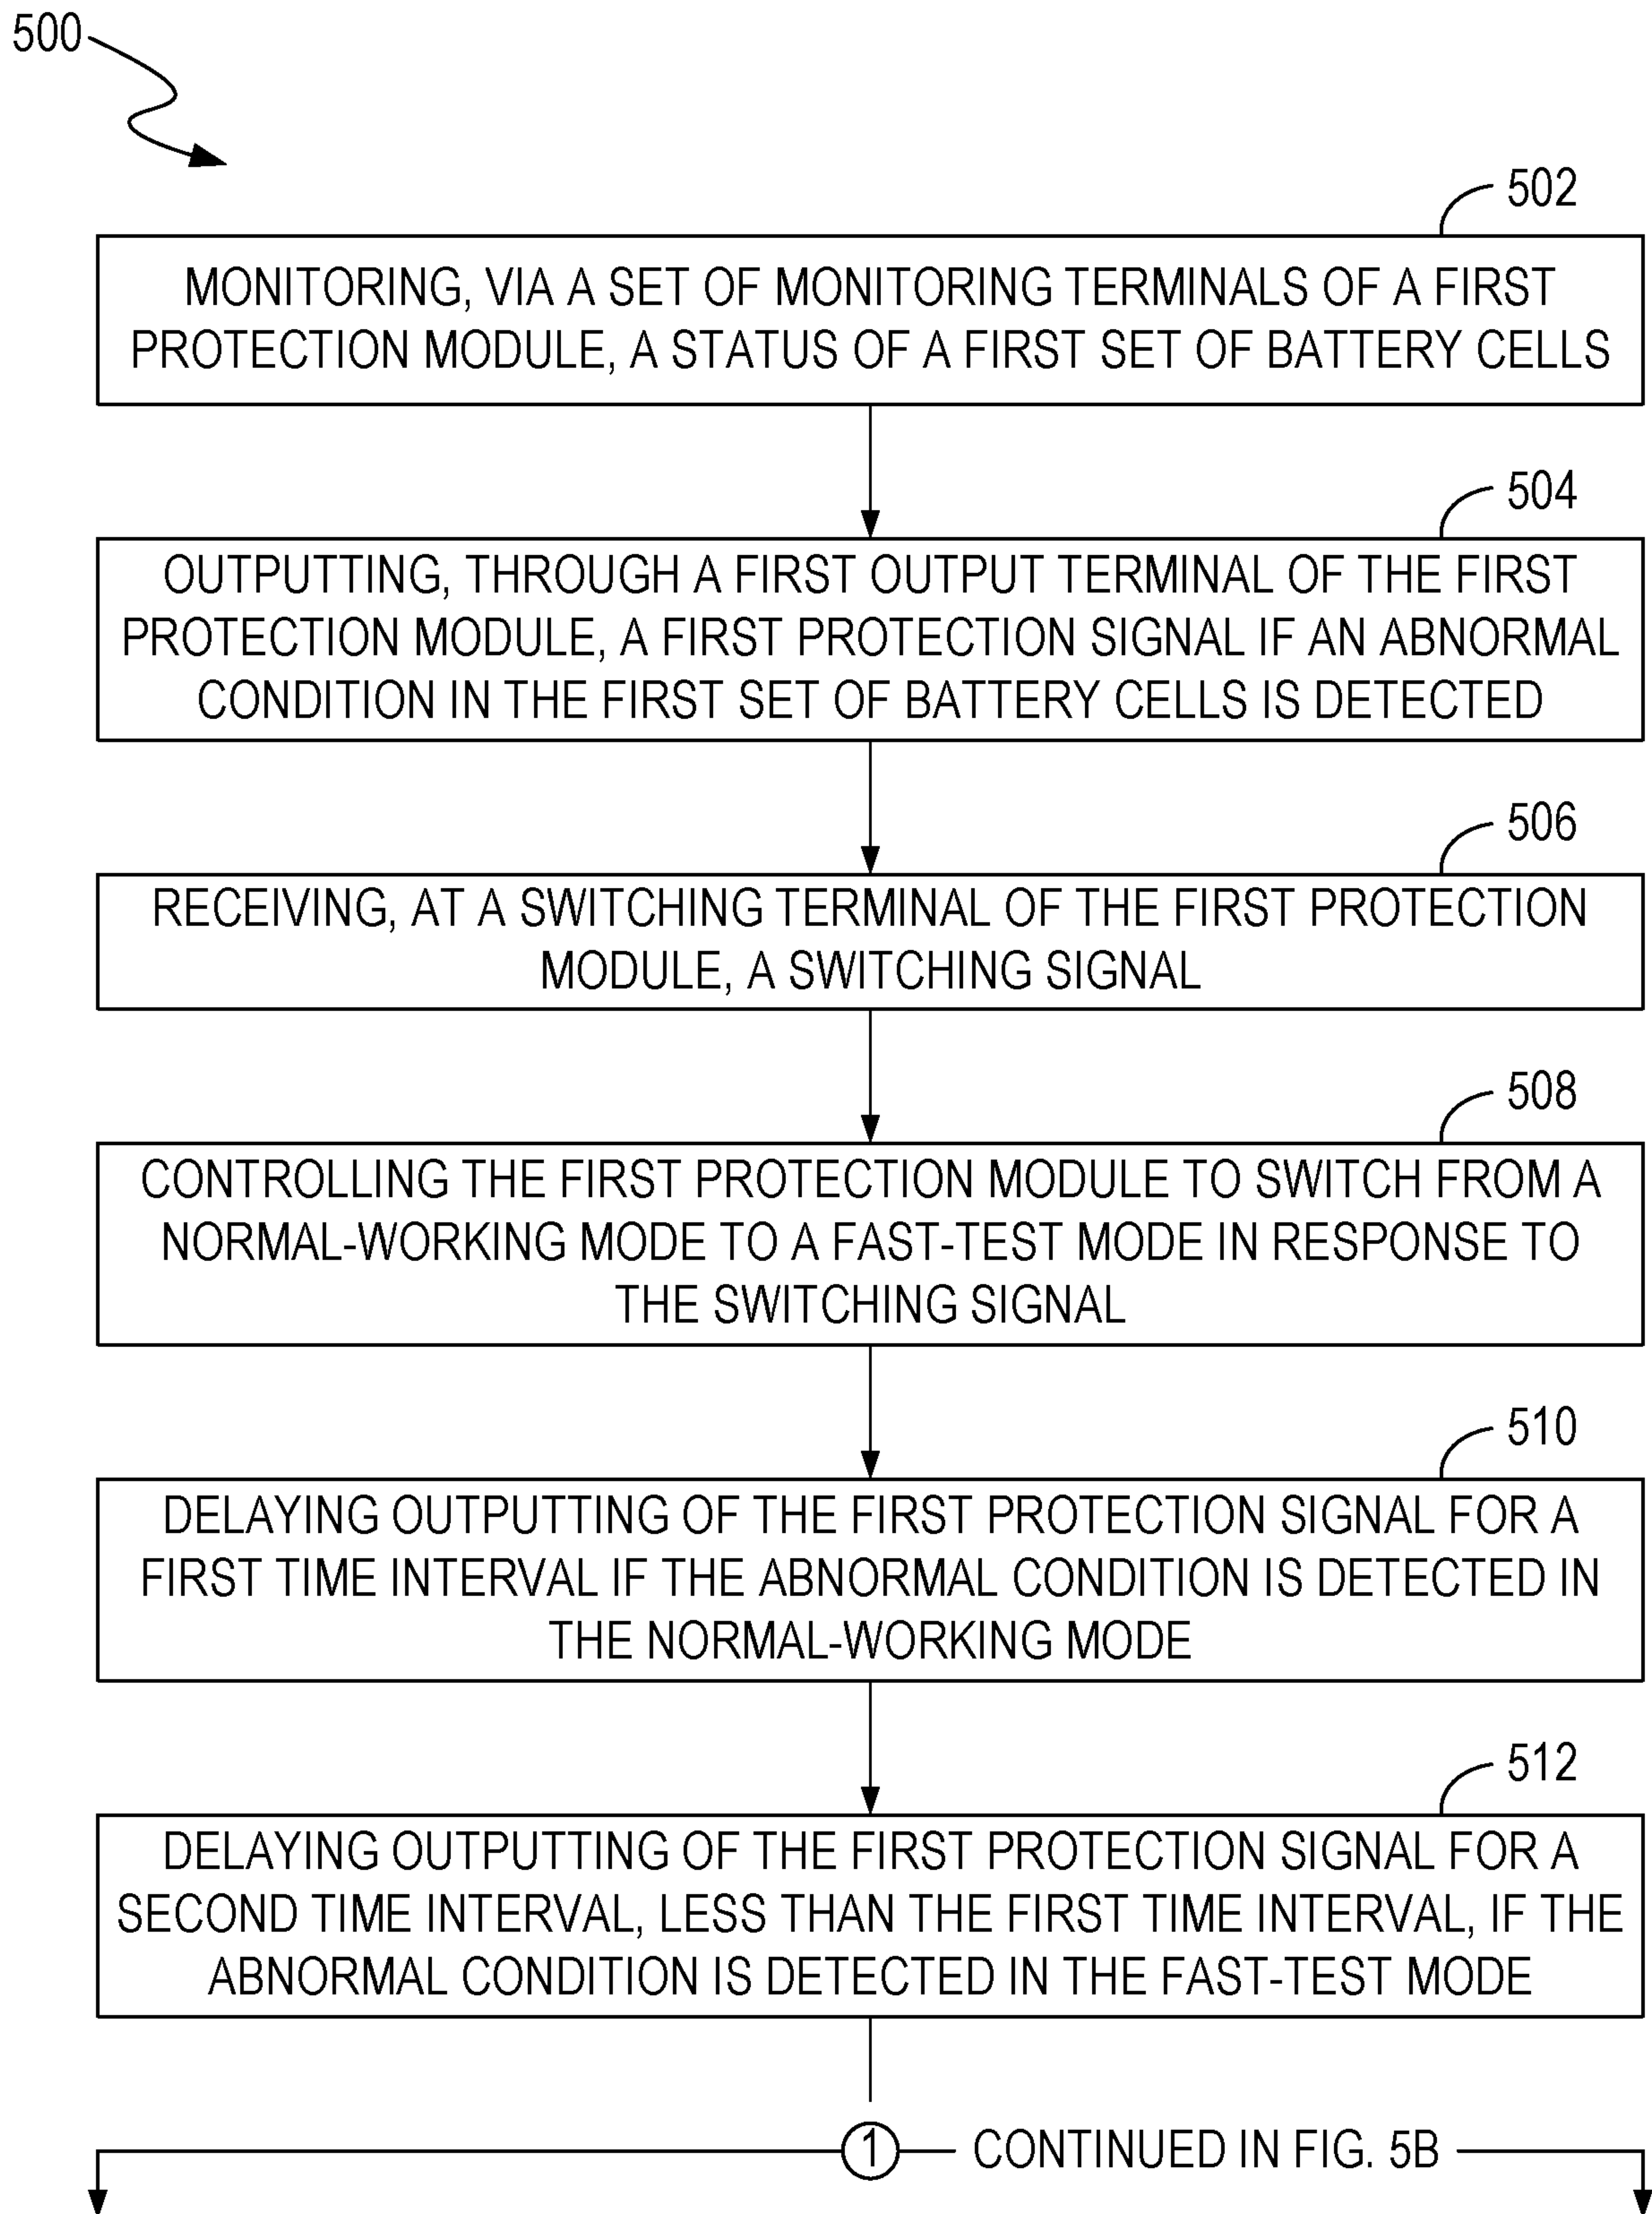 500
502
MONITORING, VIA A SET OF MONITORING TERMINALS OF A FIRST
PROTECTION MODULE, A STATUS OF A FIRST SET OF BATTERY CELLS
504
OUTPUTTING, THROUGH A FIRST OUTPUT TERMINAL OF THE FIRST
PROTECTION MODULE, A FIRST PROTECTION SIGNAL IF AN ABNORMAL
CONDITION IN THE FIRST SET OF BATTERY CELLS IS DETECTED
506
RECEIVING, AT A SWITCHING TERMINAL OF THE FIRST PROTECTION
MODULE, A SWITCHING SIGNAL
508
CONTROLLING THE FIRST PROTECTION MODULE TO SWITCH FROM A
NORMAL-WORKING MODE TO A FAST-TEST MODE IN RESPONSE TO
THE SWITCHING SIGNAL
510
DELAYING OUTPUTTING OF THE FIRST PROTECTION SIGNAL FOR A
FIRST TIME INTERVAL IF THE ABNORMAL CONDITION IS DETECTED IN
THE NORMAL-WORKING MODE
512
DELAYING OUTPUTTING OF THE FIRST PROTECTION SIGNAL FOR A
SECOND TIME INTERVAL, LESS THAN THE FIRST TIME INTERVAL, IF THE
ABNORMAL CONDITION IS DETECTED IN THE FAST-TEST MODE
1 CONTINUED IN FIG. 5B